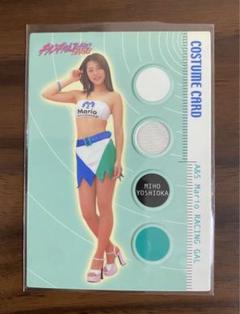 COSTUME CARD
A&S Mario RACING GAL
Mario
MIHO
YOSHIOKA